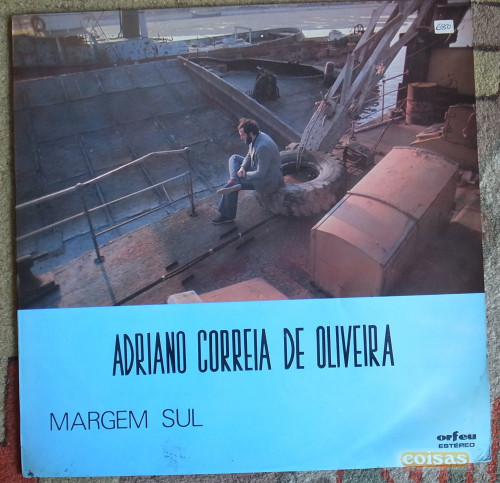 ADRIANO CORREIA DE OLIVEIRA
MARGEM SUL
orfeu
ESTÉREO
coisas